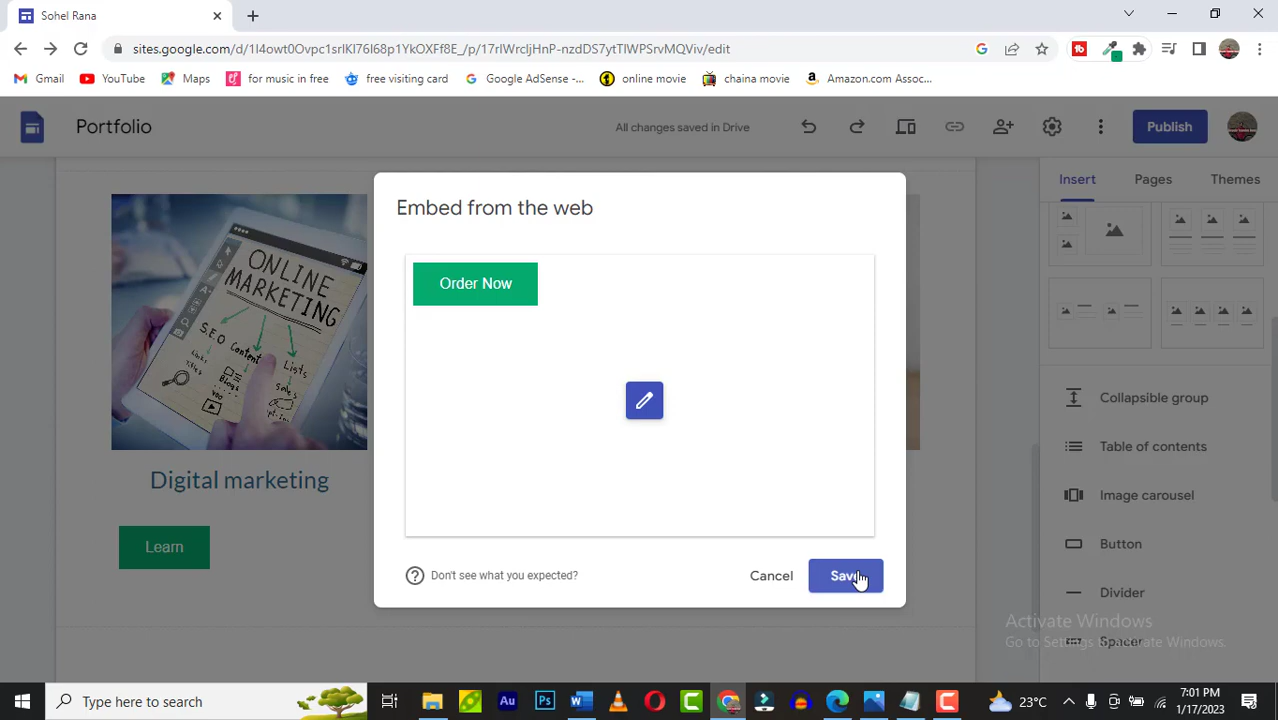 Sohel Rana
sites.google.com/d/1I4owt0Ovpc1srlKI76I68p1YkOXFf8E_/p/17rIWrcljHnP-nzdDS7ytTlWPSrvMQViv/edit
Gmail YouTube Maps for music in free free visiting card Google AdSense -... online movie chaina movie Amazon.com Assoc...
Portfolio All changes saved in Drive Publish
Insert Pages Themes
Embed from the web
Order Now
ONLINE
MARKETING
S.E.O Content Lists
Blogs
Collapsible group
Table of contents
Image carousel
Button
Divider
Spacer
Digital marketing
Learn
Don't see what you expected? Cancel Save
Activate Windows
Go to Settings to activate Windows.
Type here to search
23°C
7:01 PM
1/17/2023